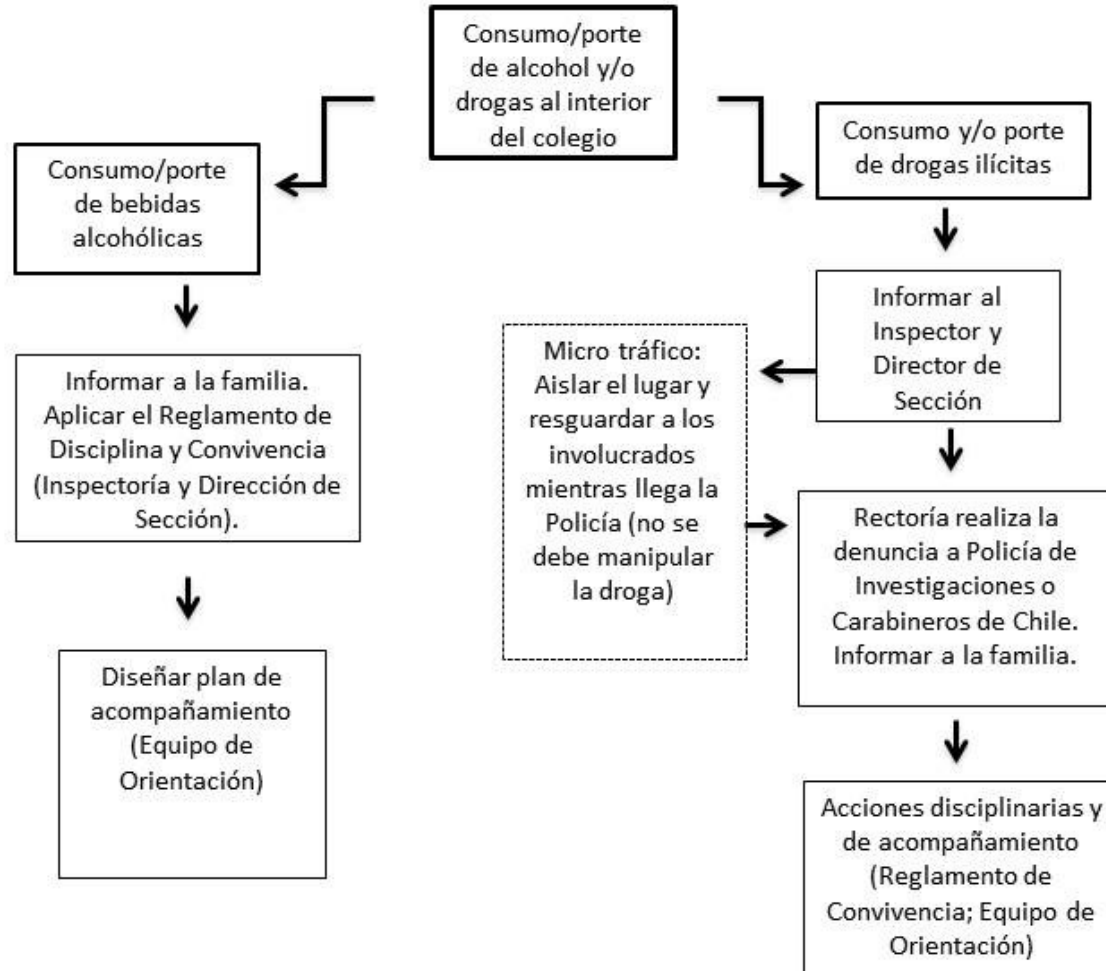 Consumo/porte
de alcohol y/o
drogas al interior
del colegio
Consumo/porte
de bebidas
alcohólicas
Informar a la familia.
Aplicar el Reglamento de
Disciplina y Convivencia
(Inspectoría y Dirección de
Sección).
Diseñar plan de
acompañamiento
(Equipo de
Orientación)
Consumo y/o porte
de drogas ilícitas
Informar al
Inspector y
Director de
Sección
Micro tráfico:
Aislar el lugar y
resguardar a los
involucrados
mientras llega la
Policía (no se
debe manipular
la droga)
Rectoría realiza la
denuncia a Policía de
Investigaciones o
Carabineros de Chile.
Informar a la familia.
Acciones disciplinarias y
de acompañamiento
(Reglamento de
Convivencia; Equipo de
Orientación)